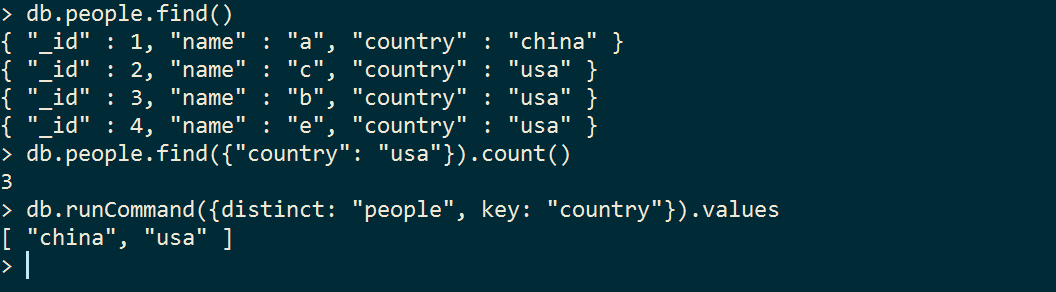 > db.people.find()
{ "_id" : 1, "name" : "a", "country" : "china" }
{ "_id" : 2, "name" : "c", "country" : "usa" }
{ "_id" : 3, "name" : "b", "country" : "usa" }
{ "_id" : 4, "name" : "e", "country" : "usa" }
> db.people.find({"country": "usa"}).count()
3
> db.runCommand({distinct: "people", key: "country"}).values
[ "china", "usa" ]
>